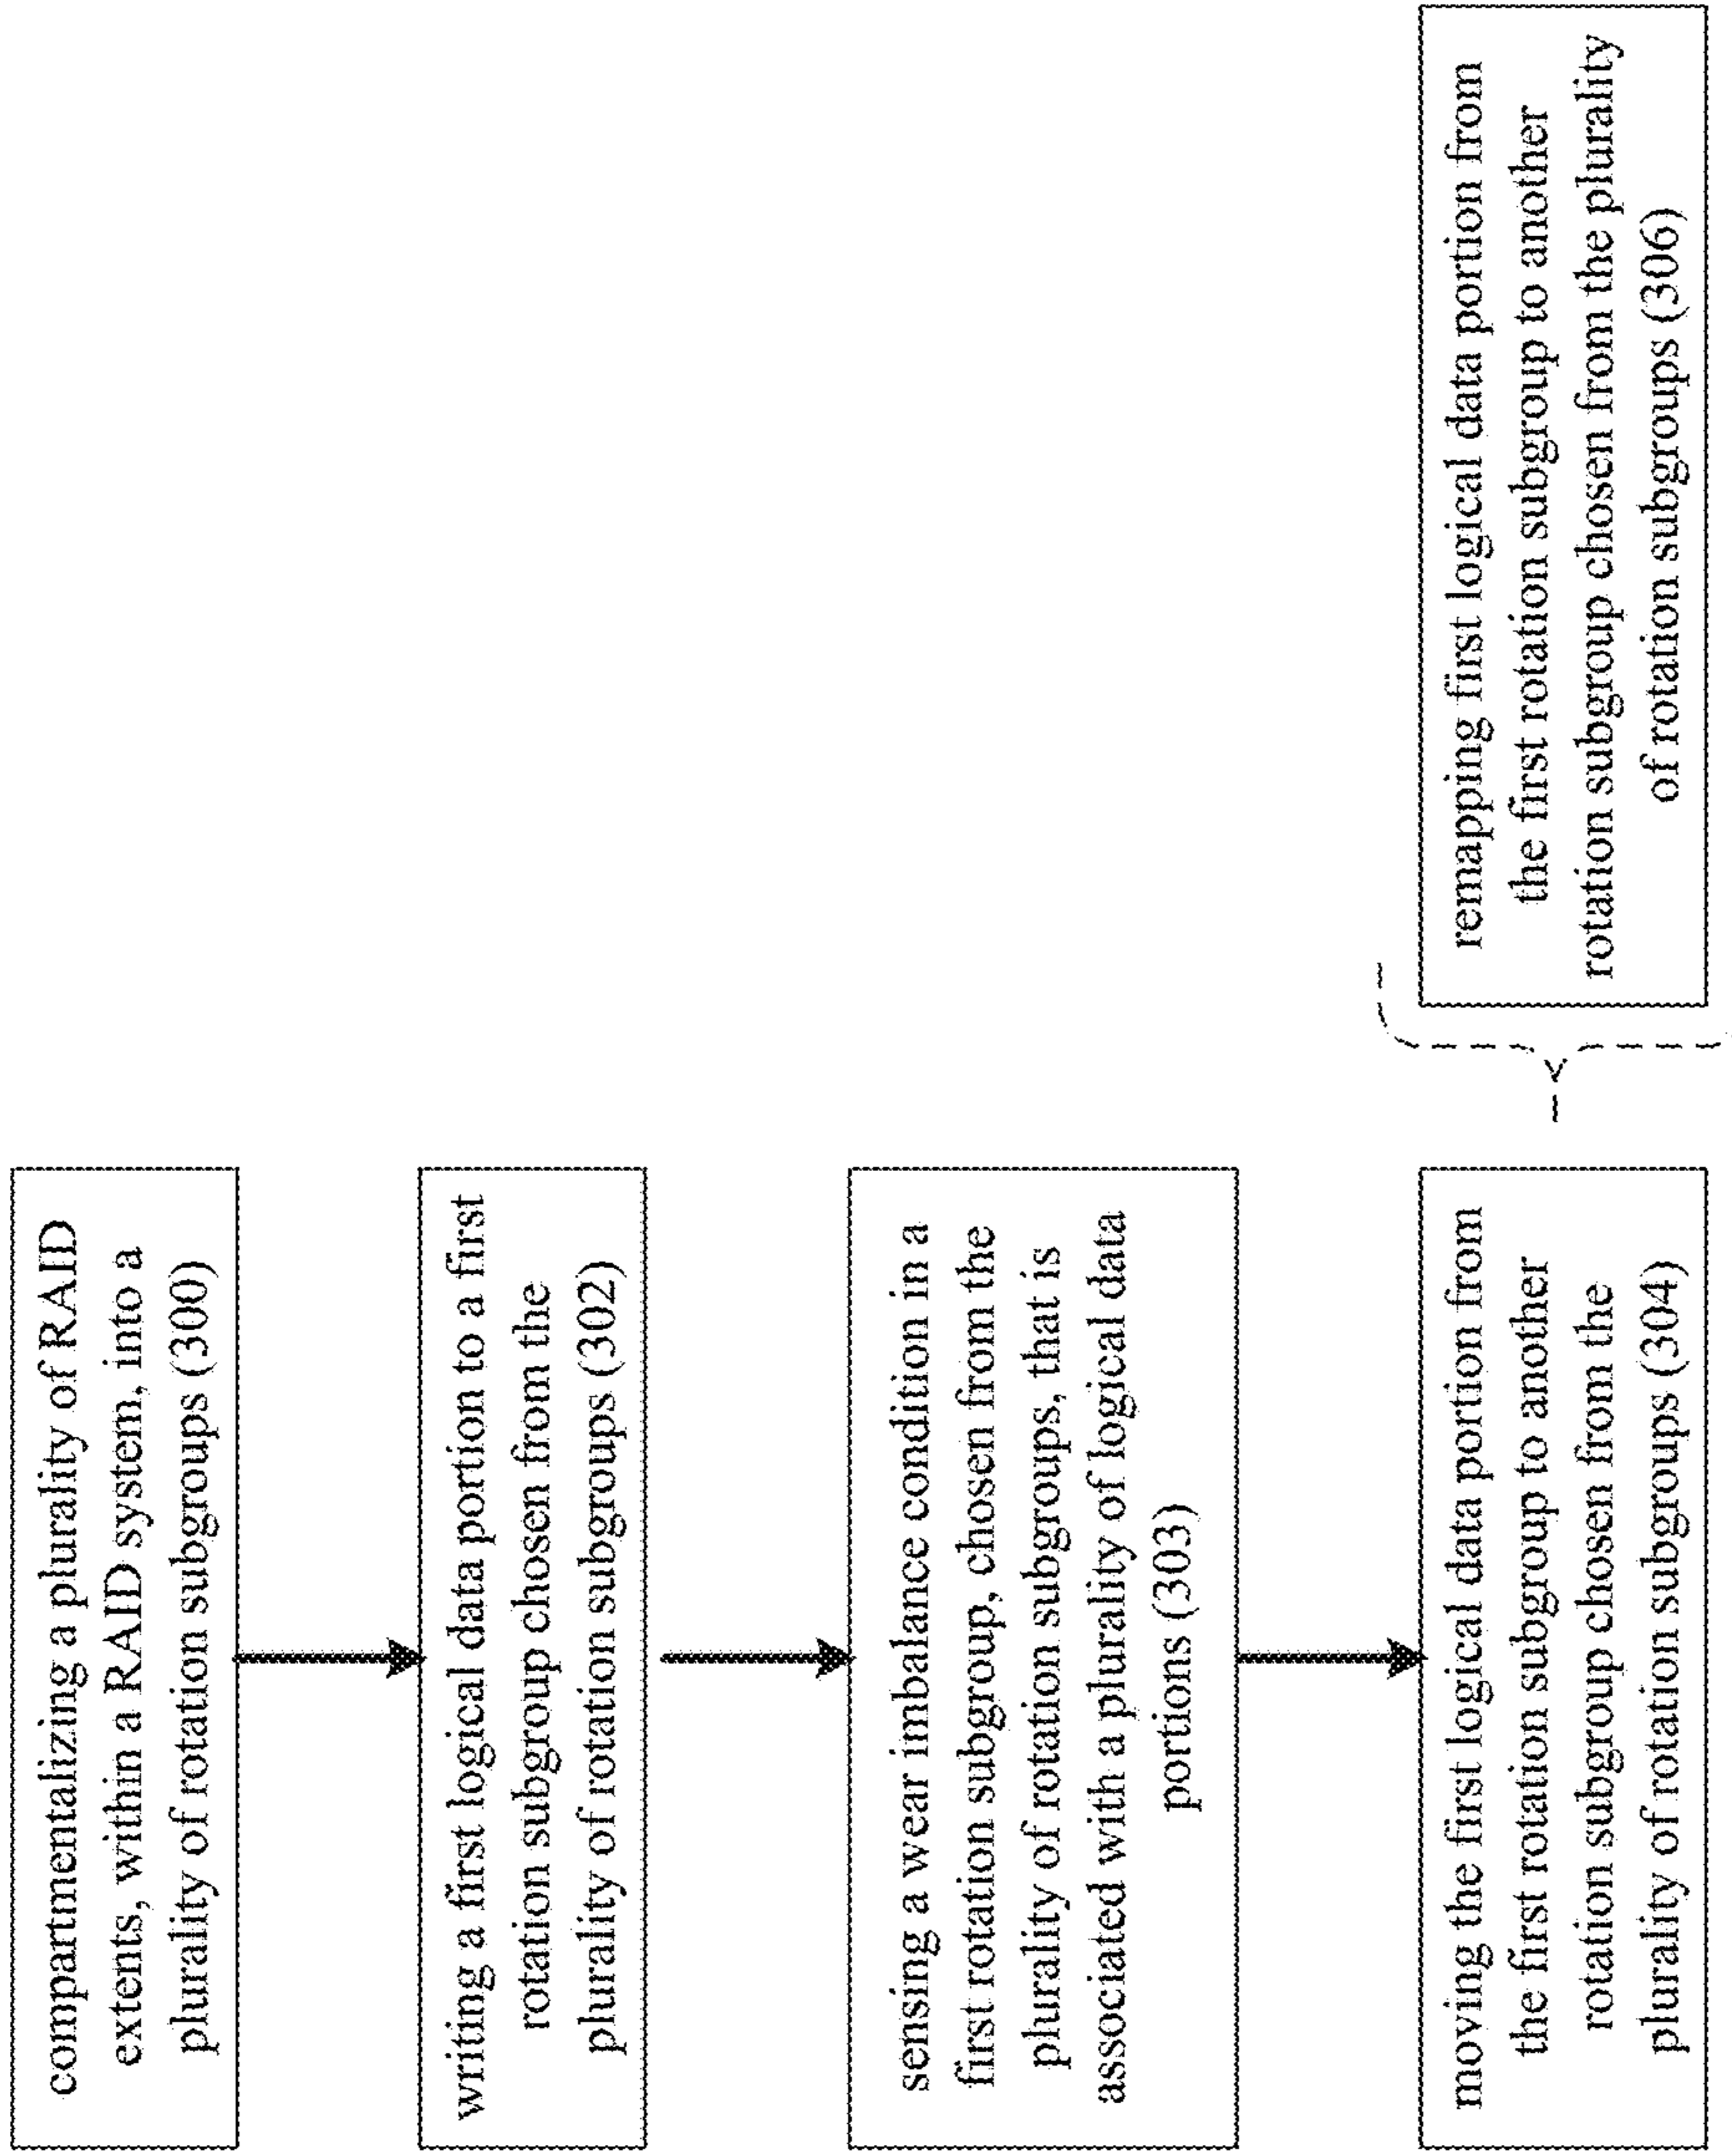 compartmentalizing a plurality of RAID
extents, within a RAID system, into a
plurality of rotation subgroups (300)
writing a first logical data portion to a first
rotation subgroup chosen from the
plurality of rotation subgroups (302)
sensing a wear imbalance condition in a
first rotation subgroup, chosen from the
plurality of rotation subgroups, that is
associated with a plurality of logical data
portions (303)
moving the first logical data portion from
the first rotation subgroup to another
rotation subgroup chosen from the
plurality of rotation subgroups (304)
remapping first logical data portion from
the first rotation subgroup to another
rotation subgroup chosen from the plurality
of rotation subgroups (306)